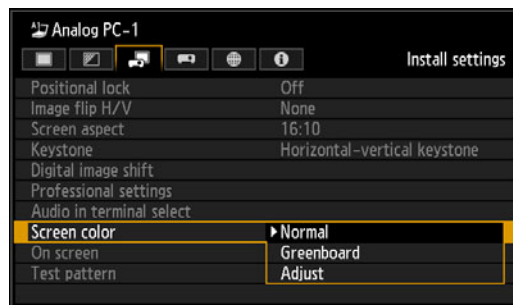 Analog PC-1
Install settings
Positional lock Off
Image flip H/V None
Screen aspect 16:10
Keystone Horizontal-vertical keystone
Digital image shift
Professional settings
Audio in terminal select
Screen color Normal
On screen Greenboard
Test pattern Adjust